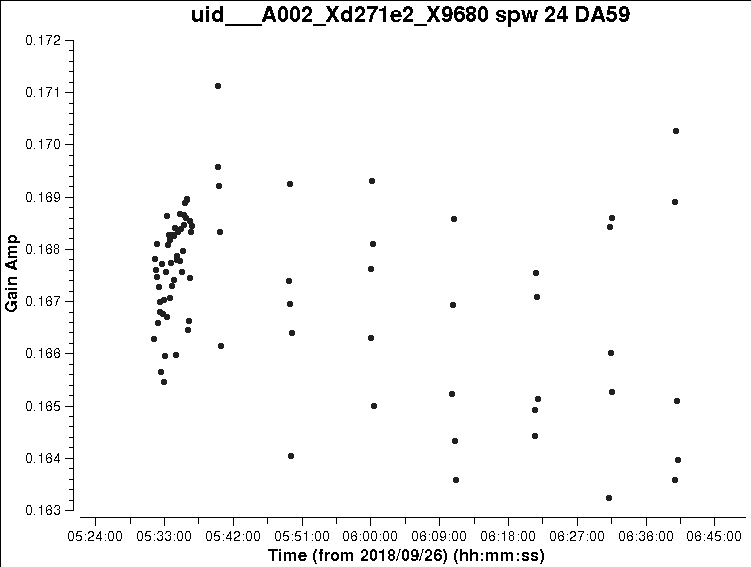 uid___A002_Xd271e2_X9680 spw 24 DA59
0.172
0.171
0.170
0.169
0.168
0.167
0.166
0.165
0.164
0.163
Gain Amp
05:24:00 05:33:00 05:42:00 05:51:00 06:00:00 06:09:00 06:18:00 06:27:00 06:36:00 06:45:00
Time (from 2018/09/26) (hh:mm:ss)